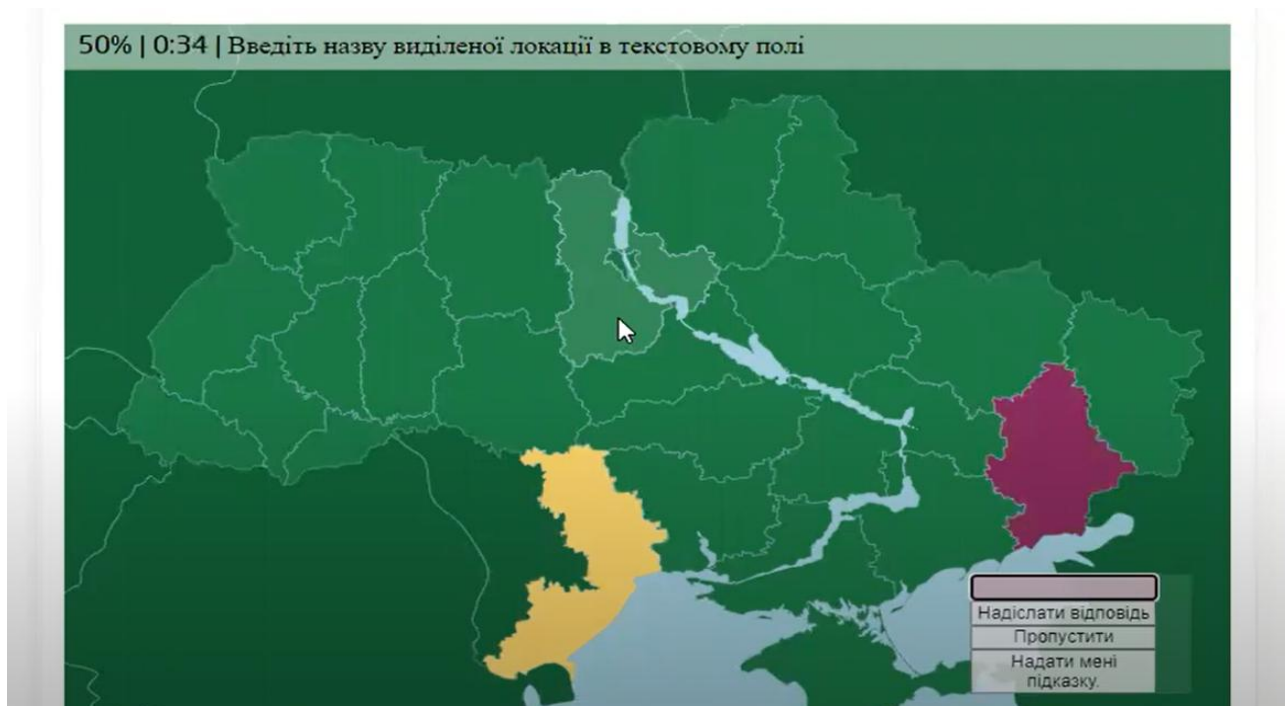 50% | 0:34 | Введіть назву виділеної локації в текстовому полі
Надіслати відповідь
Пропустити
Надати мені
підказку.